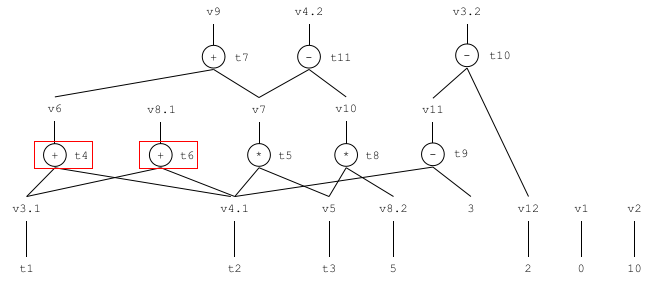 v9 v4.2 v3.2
+ t7 - t11 - t10
v6 v8.1 v7 v10 v11
+ t4 + t6 * t5 * t8 - t9
v3.1 v4.1 v5 v8.2 3 v12 v1 v2
t1 t2 t3 5 2 0 10